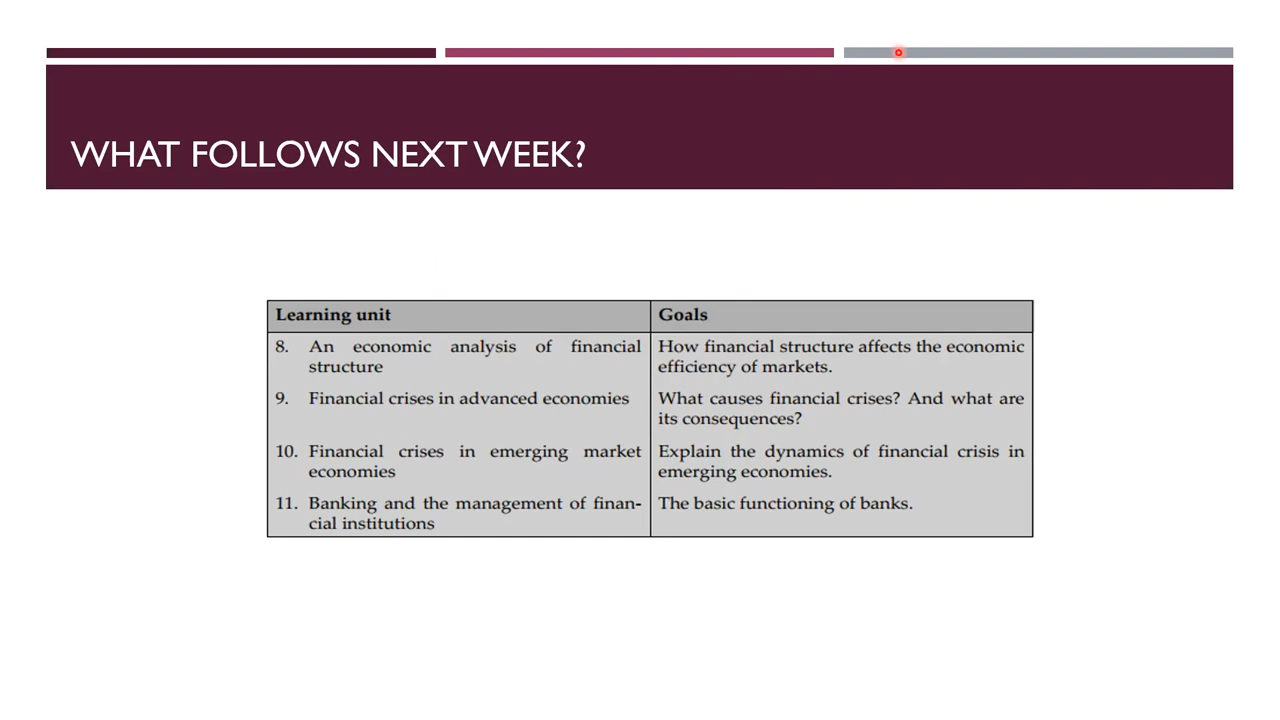 WHAT FOLLOWS NEXT WEEK?
Learning unit
Goals
8. An economic analysis of financial
structure
How financial structure affects the economic
efficiency of markets.
9. Financial crises in advanced economies
What causes financial crises? And what are
its consequences?
10. Financial crises in emerging market
economies
Explain the dynamics of financial crisis in
emerging economies.
11. Banking and the management of finan-
cial institutions
The basic functioning of banks.